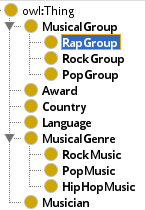 owl:Thing
MusicalGroup
RapGroup
RockGroup
PopGroup
Award
Country
Language
MusicalGenre
RockMusic
PopMusic
HipHopMusic
Musician